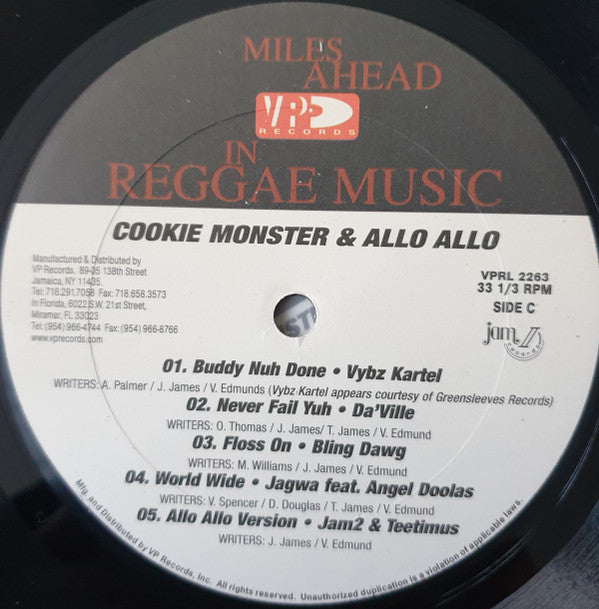 MILES
AHEAD
VP
RECORDS
IN
REGGAE MUSIC
COOKIE MONSTER & ALLO ALLO
Manufactured & Distributed by
VP Records. 89-05 138th Street
Jamaica, NY 11435.
Tel: 718.291.7058 Fax: 718.658.3573
In Florida, 6022 S.W. 21st Street,
Miramar, FL 33023
Tel: (954) 966-4744 Fax: (954) 966-8766
www.vprecords.com
VPRL 2263
33 1/3 RPM
SIDE C
jam2
records
01. Buddy Nuh Done • Vybz Kartel
WRITERS: A. Palmer / J. James / V. Edmunds (Vybz Kartel appears courtesy of Greensleeves Records)
02. Never Fail Yuh • Da'Ville
WRITERS: O. Thomas / J. James/ T. James / V. Edmund
03. Floss On • Bling Dawg
WRITERS: M. Williams / J. James / V. Edmund
04. World Wide • Jagwa feat. Angel Doolas
WRITERS: V. Spencer / D. Douglas / T. James / V. Edmund
05. Allo Allo Version • Jam2 & Teetimus
WRITERS: J. James / V. Edmund
Mfg. and Distributed by VP Records, Inc. All rights reserved. Unauthorized duplication is a violation of applicable laws.